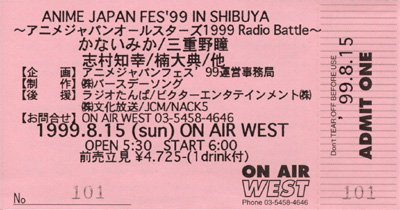 ANIME JAPAN FES'99 IN SHIBUYA
～アニメジャパンオールスターズ1999 Radio Battle～
かないみか/三重野瞳
志村知幸/楠大典/他
【企　画】 アニメジャパンフェス'99運営事務局
【制　作】 ㈱バースデーソング
【後　援】 ラジオたんぱ/ビクターエンタテインメント㈱
㈱文化放送/JCM/NACK5
【お問合せ】 ON AIR WEST 03-5458-4646
1999.8.15 (sun) ON AIR WEST
OPEN 5:30 START 6:00
前売立見 ¥4,725-(1drink付)
ON AIR
WEST
Phone 03-5458-4646
No 101
Don't TEAR OFF BEFORE USE
'99.8.15
ADMIT ONE
101